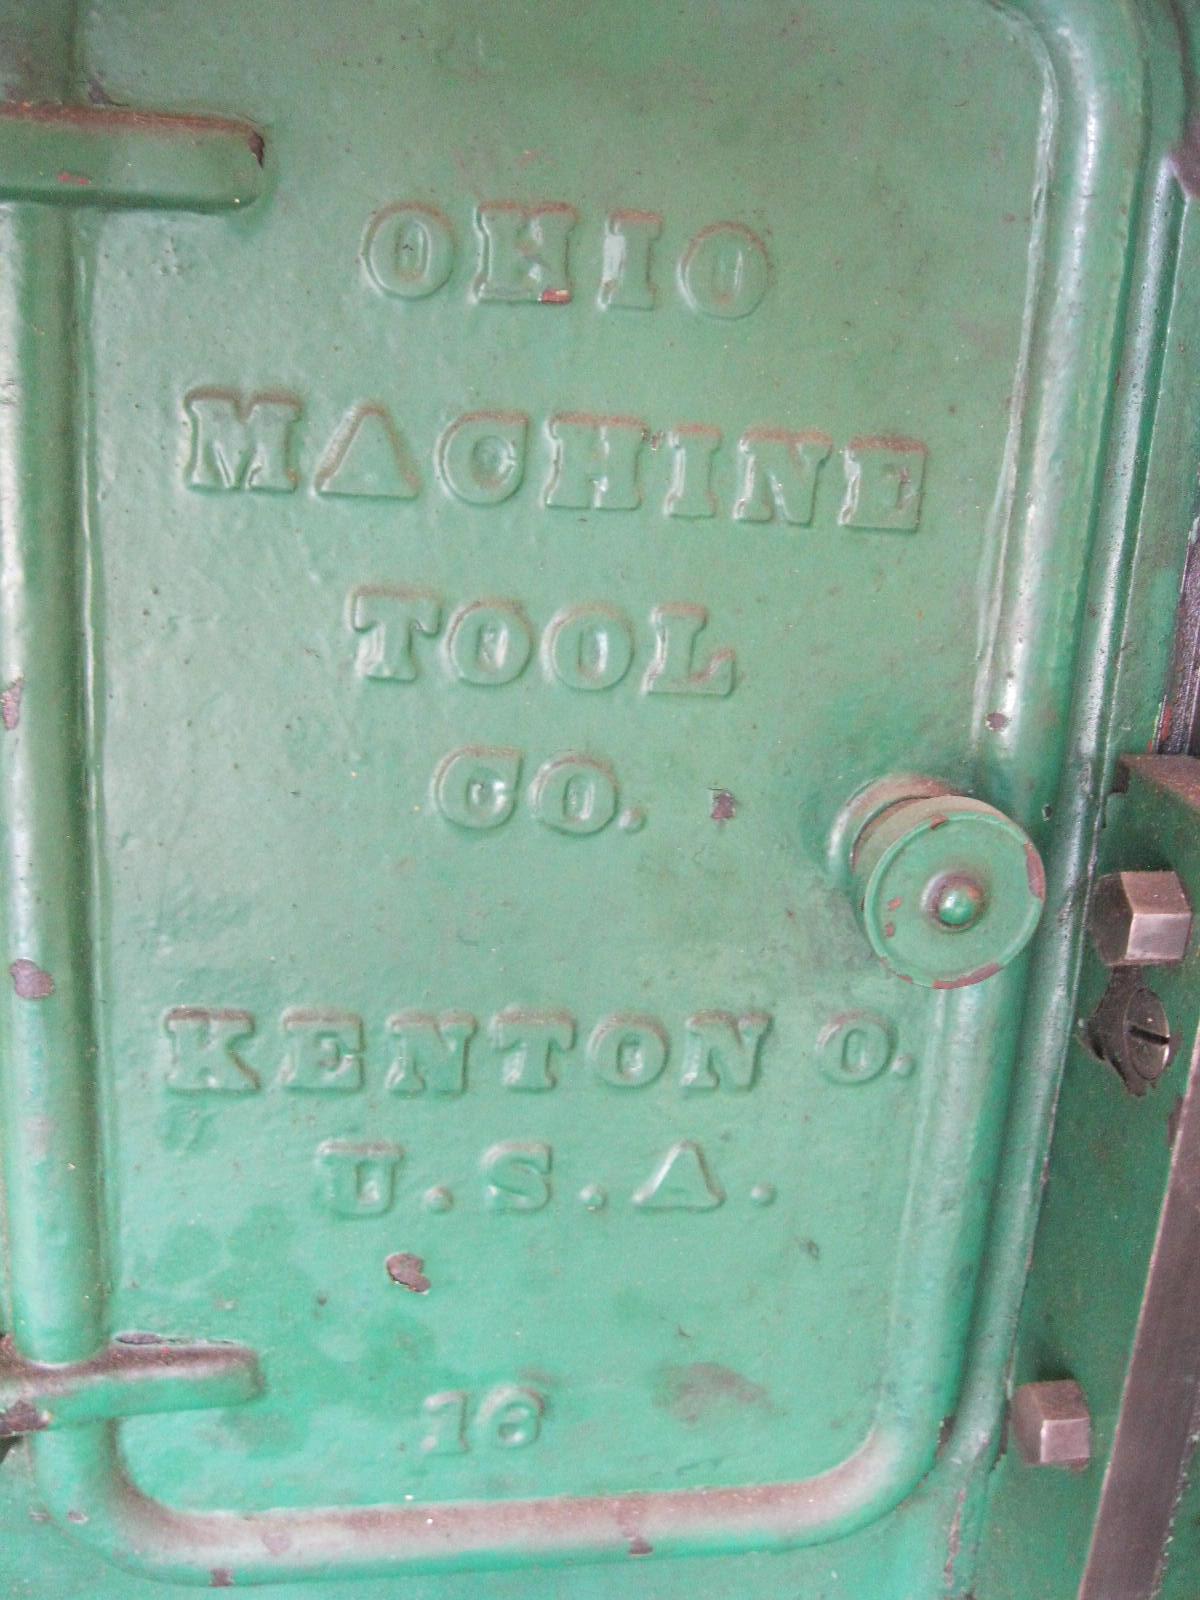 OHIO
MACHINE
TOOL
CO.
KENTON O.
U.S.A.
16